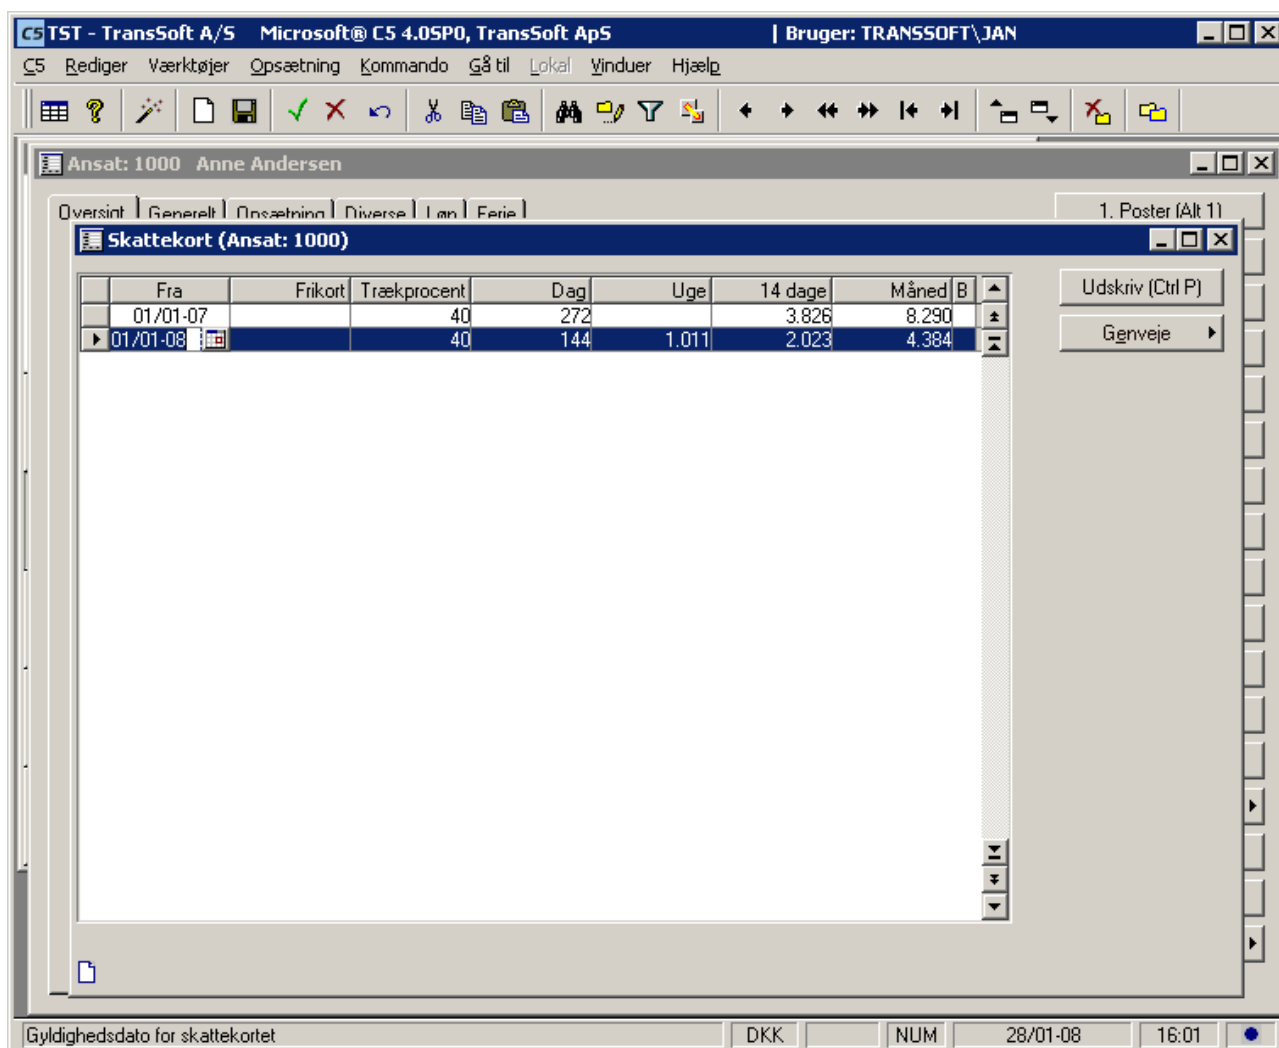 C5 TST - TransSoft A/S Microsoft® C5 4.0SP0, TransSoft ApS | Bruger: TRANSSOFT\JAN
C5 Rediger Værktøjer Opsætning Kommando Gå til Lokal Vinduer Hjælp
Ansat: 1000 Anne Andersen
Oversigt Generelt Opsætning Diverse Løn Ferie 1. Poster (Alt 1)
Skattekort (Ansat: 1000)
Fra Frikort Trækprocent Dag Uge 14 dage Måned B Udskriv (Ctrl P)
01/01-07 40 272 3.826 8.290
01/01-08 40 144 1.011 2.023 4.384 Genveje
Gyldighedsdato for skattekortet DKK NUM 28/01-08 16:01